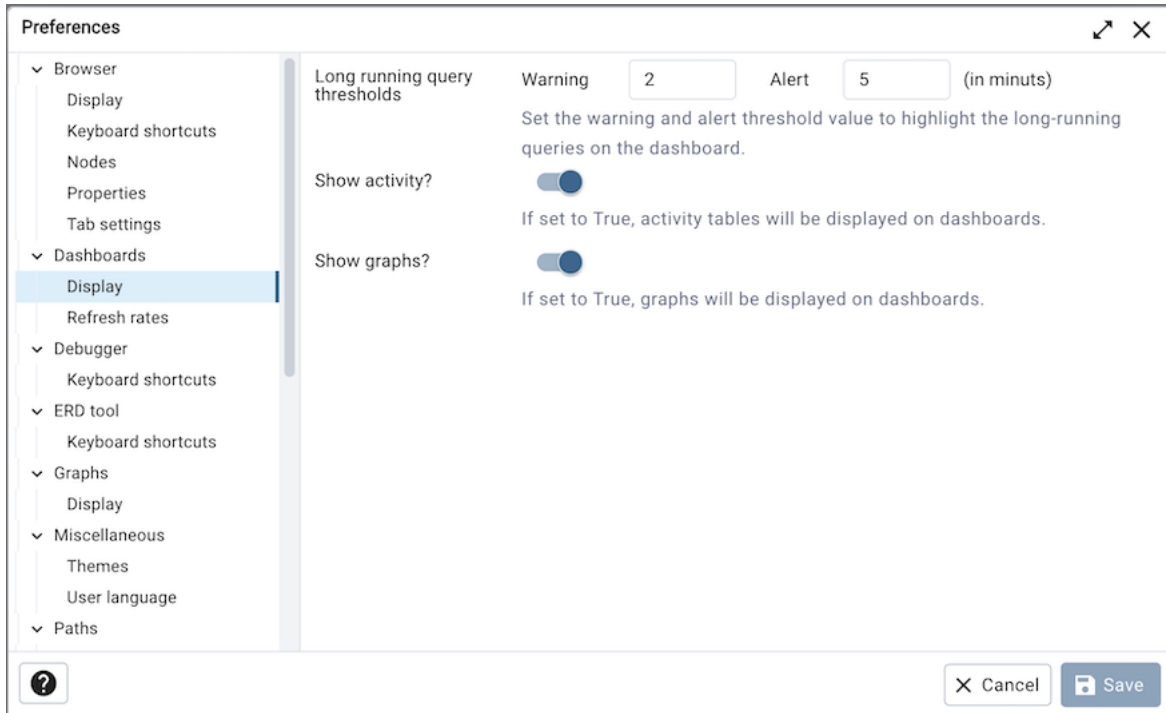 Preferences
Browser
Display
Keyboard shortcuts
Nodes
Properties
Tab settings
Dashboards
Display
Refresh rates
Debugger
Keyboard shortcuts
ERD tool
Keyboard shortcuts
Graphs
Display
Miscellaneous
Themes
User language
Paths
Long running query
thresholds
Warning 2 Alert 5 (in minuts)
Set the warning and alert threshold value to highlight the long-running
queries on the dashboard.
Show activity?
If set to True, activity tables will be displayed on dashboards.
Show graphs?
If set to True, graphs will be displayed on dashboards.
? Cancel Save